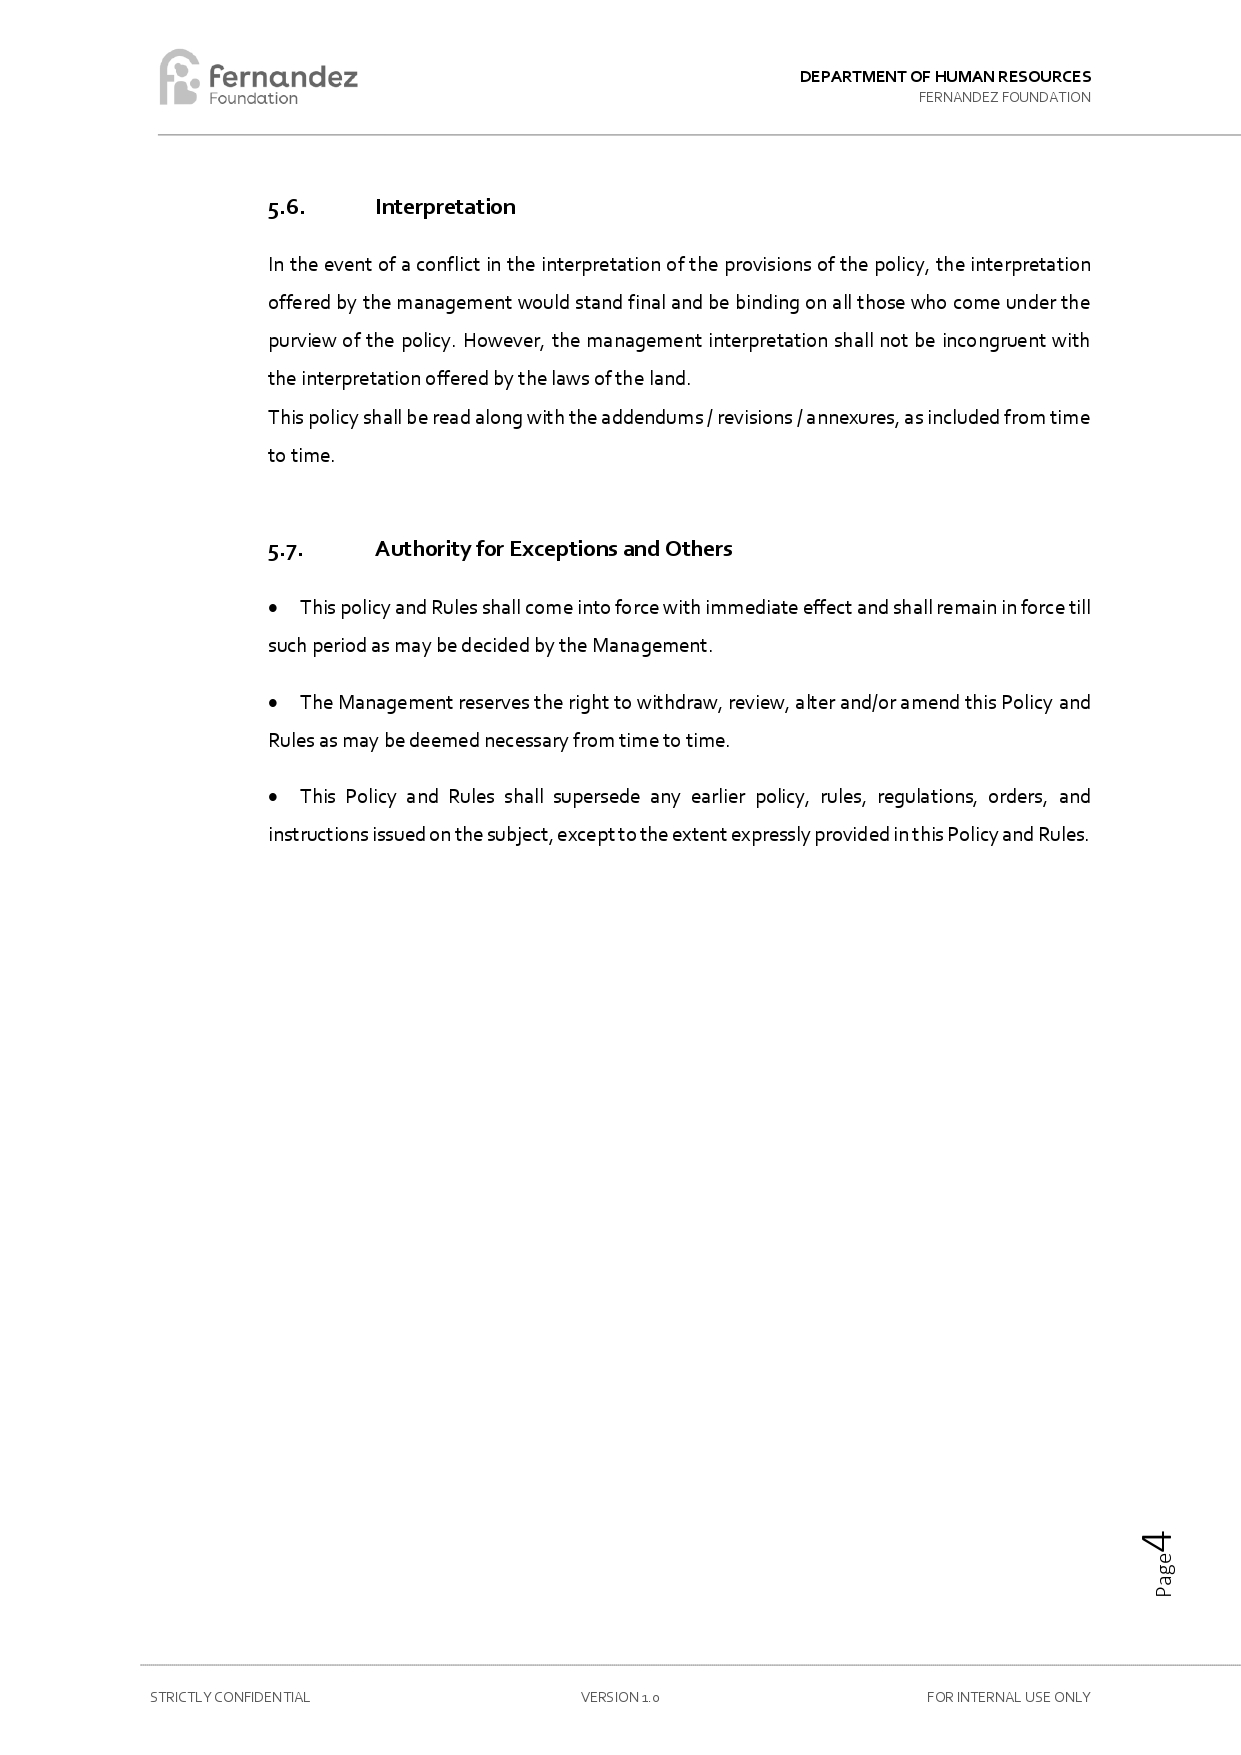 fernandez
Foundation
DEPARTMENT OF HUMAN RESOURCES
FERNANDEZ FOUNDATION
5.6. Interpretation
In the event of a conflict in the interpretation of the provisions of the policy, the interpretation
offered by the management would stand final and be binding on all those who come under the
purview of the policy. However, the management interpretation shall not be incongruent with
the interpretation offered by the laws of the land.
This policy shall be read along with the addendums / revisions / annexures, as included from time
to time.
5.7. Authority for Exceptions and Others
• This policy and Rules shall come into force with immediate effect and shall remain in force till
such period as may be decided by the Management.
• The Management reserves the right to withdraw, review, alter and/or amend this Policy and
Rules as may be deemed necessary from time to time.
• This Policy and Rules shall supersede any earlier policy, rules, regulations, orders, and
instructions issued on the subject, except to the extent expressly provided in this Policy and Rules.
Page4
STRICTLY CONFIDENTIAL VERSION 1.0 FOR INTERNAL USE ONLY